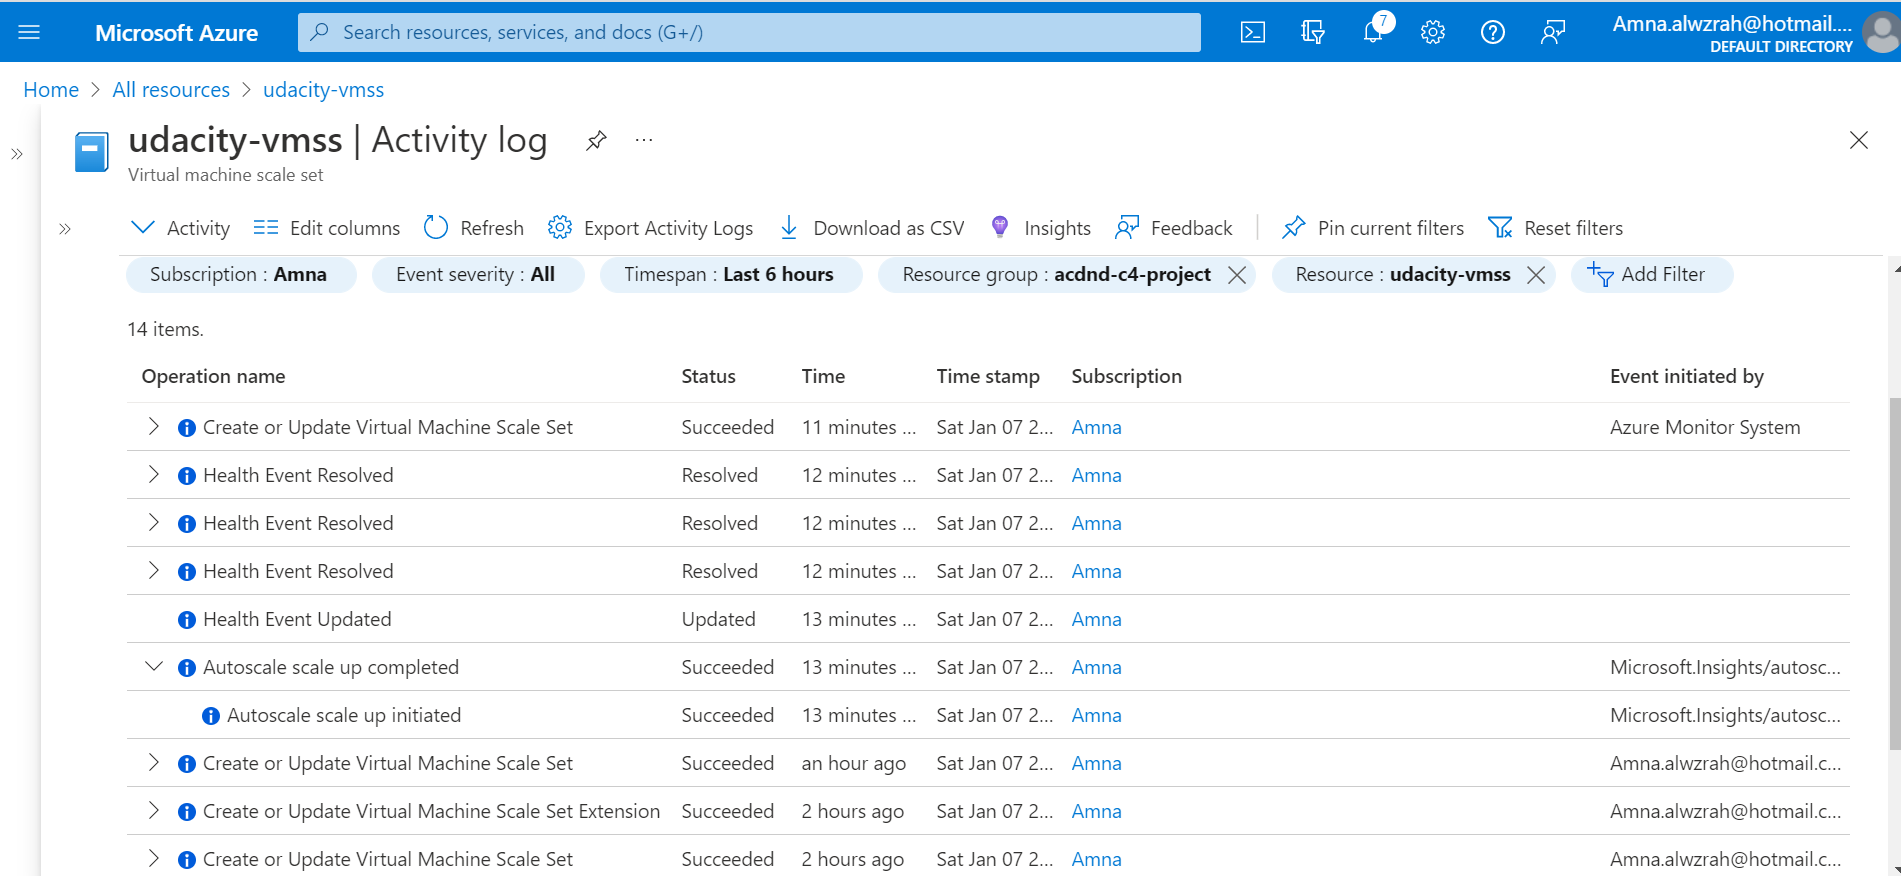 Microsoft Azure
Search resources, services, and docs (G+/)
7
Amna.alwzrah@hotmail....
DEFAULT DIRECTORY
Home > All resources > udacity-vmss
udacity-vmss | Activity log ...
Virtual machine scale set
Activity Edit columns Refresh Export Activity Logs Download as CSV Insights Feedback Pin current filters Reset filters
Subscription : Amna Event severity : All Timespan : Last 6 hours Resource group : acdnd-c4-project Resource : udacity-vmss Add Filter
14 items.
Operation name Status Time Time stamp Subscription Event initiated by
Create or Update Virtual Machine Scale Set Succeeded 11 minutes ... Sat Jan 07 2... Amna Azure Monitor System
Health Event Resolved Resolved 12 minutes ... Sat Jan 07 2... Amna
Health Event Resolved Resolved 12 minutes ... Sat Jan 07 2... Amna
Health Event Resolved Resolved 12 minutes ... Sat Jan 07 2... Amna
Health Event Updated Updated 13 minutes ... Sat Jan 07 2... Amna
Autoscale scale up completed Succeeded 13 minutes ... Sat Jan 07 2... Amna Microsoft.Insights/autosc...
Autoscale scale up initiated Succeeded 13 minutes ... Sat Jan 07 2... Amna Microsoft.Insights/autosc...
Create or Update Virtual Machine Scale Set Succeeded an hour ago Sat Jan 07 2... Amna Amna.alwzrah@hotmail.c...
Create or Update Virtual Machine Scale Set Extension Succeeded 2 hours ago Sat Jan 07 2... Amna Amna.alwzrah@hotmail.c...
Create or Update Virtual Machine Scale Set Succeeded 2 hours ago Sat Jan 07 2... Amna Amna.alwzrah@hotmail.c...